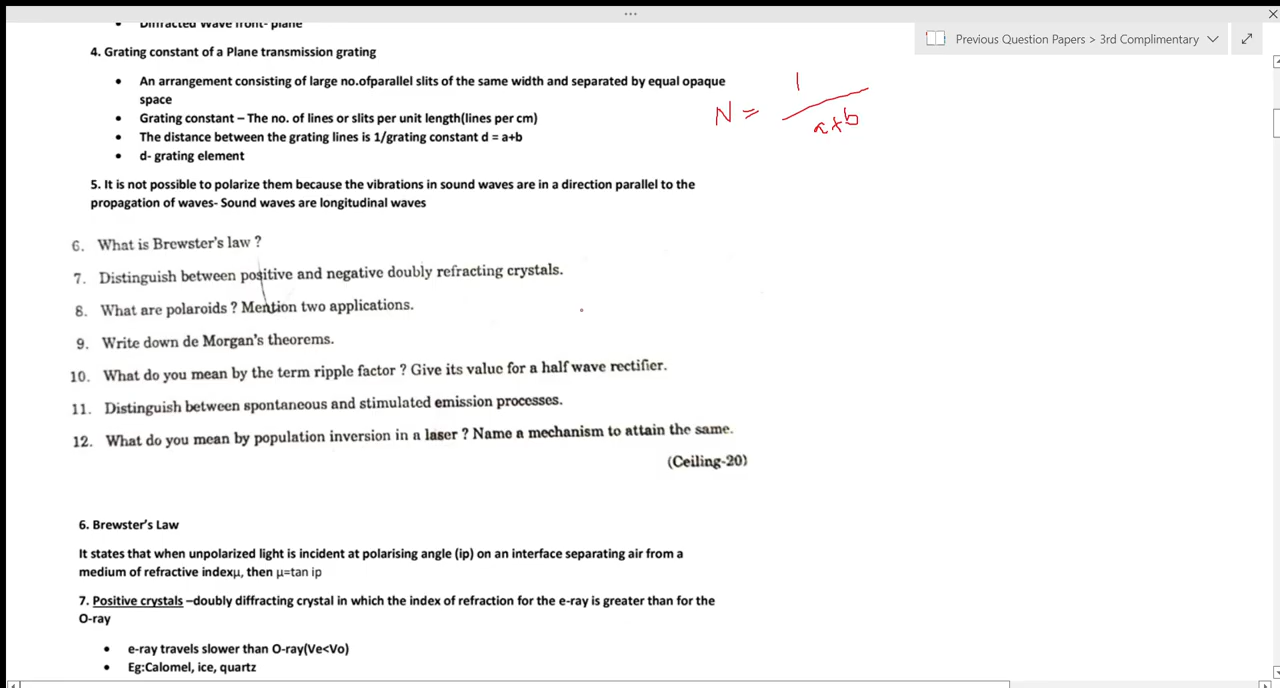 Previous Question Papers > 3rd Complimentary
• Diffracted Wave front- plane
4. Grating constant of a Plane transmission grating
• An arrangement consisting of large no.ofparallel slits of the same width and separated by equal opaque
space
• Grating constant – The no. of lines or slits per unit length(lines per cm)
• The distance between the grating lines is 1/grating constant d = a+b
• d- grating element
N = 1
a+b
5. It is not possible to polarize them because the vibrations in sound waves are in a direction parallel to the
propagation of waves- Sound waves are longitudinal waves
6. What is Brewster's law ?
7. Distinguish between positive and negative doubly refracting crystals.
8. What are polaroids ? Mention two applications.
9. Write down de Morgan's theorems.
10. What do you mean by the term ripple factor ? Give its value for a half wave rectifier.
11. Distinguish between spontaneous and stimulated emission processes.
12. What do you mean by population inversion in a laser ? Name a mechanism to attain the same.
(Ceiling-20)
6. Brewster's Law
It states that when unpolarized light is incident at polarising angle (ip) on an interface separating air from a
medium of refractive indexμ, then μ=tan ip
7. Positive crystals –doubly diffracting crystal in which the index of refraction for the e-ray is greater than for the
O-ray
• e-ray travels slower than O-ray(Ve<Vo)
• Eg:Calomel, ice, quartz